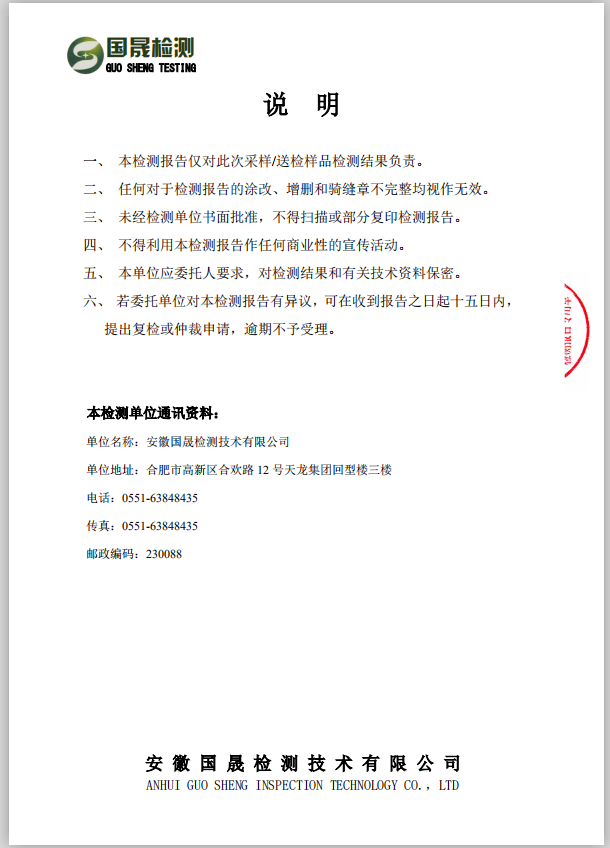 国晟检测
GUO SHENG TESTING
说 明
一、 本检测报告仅对此次采样/送检样品检测结果负责。
二、 任何对于检测报告的涂改、增删和骑缝章不完整均视作无效。
三、 未经检测单位书面批准，不得扫描或部分复印检测报告。
四、 不得利用本检测报告作任何商业性的宣传活动。
五、 本单位应委托人要求，对检测结果和有关技术资料保密。
六、 若委托单位对本检测报告有异议，可在收到报告之日起十五日内，
提出复检或仲裁申请，逾期不予受理。
本检测单位通讯资料：
单位名称：安徽国晟检测技术有限公司
单位地址：合肥市高新区合欢路 12 号天龙集团回型楼三楼
电话：0551-63848435
传真：0551-63848435
邮政编码：230088
安徽国晟检测技术有限公司
ANHUI GUO SHENG INSPECTION TECHNOLOGY CO.，LTD